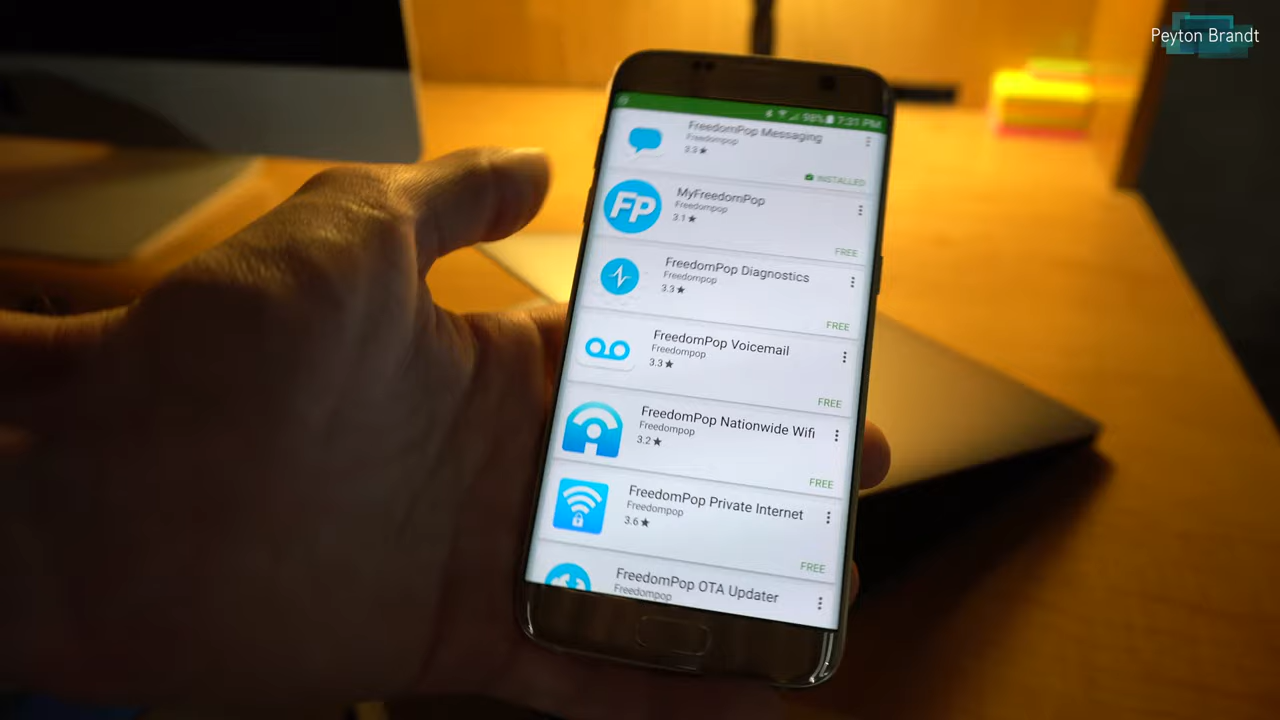 Peyton Brandt
98% 7:31 PM
FreedomPop Messaging
Freedompop
3.3★
INSTALLED
FP
MyFreedomPop
Freedompop
3.1★
FREE
FreedomPop Diagnostics
Freedompop
3.3★
FREE
FreedomPop Voicemail
Freedompop
3.3★
FREE
FreedomPop Nationwide Wifi
Freedompop
3.2★
FREE
FreedomPop Private Internet
Freedompop
3.6★
FREE
FreedomPop OTA Updater
Freedompop